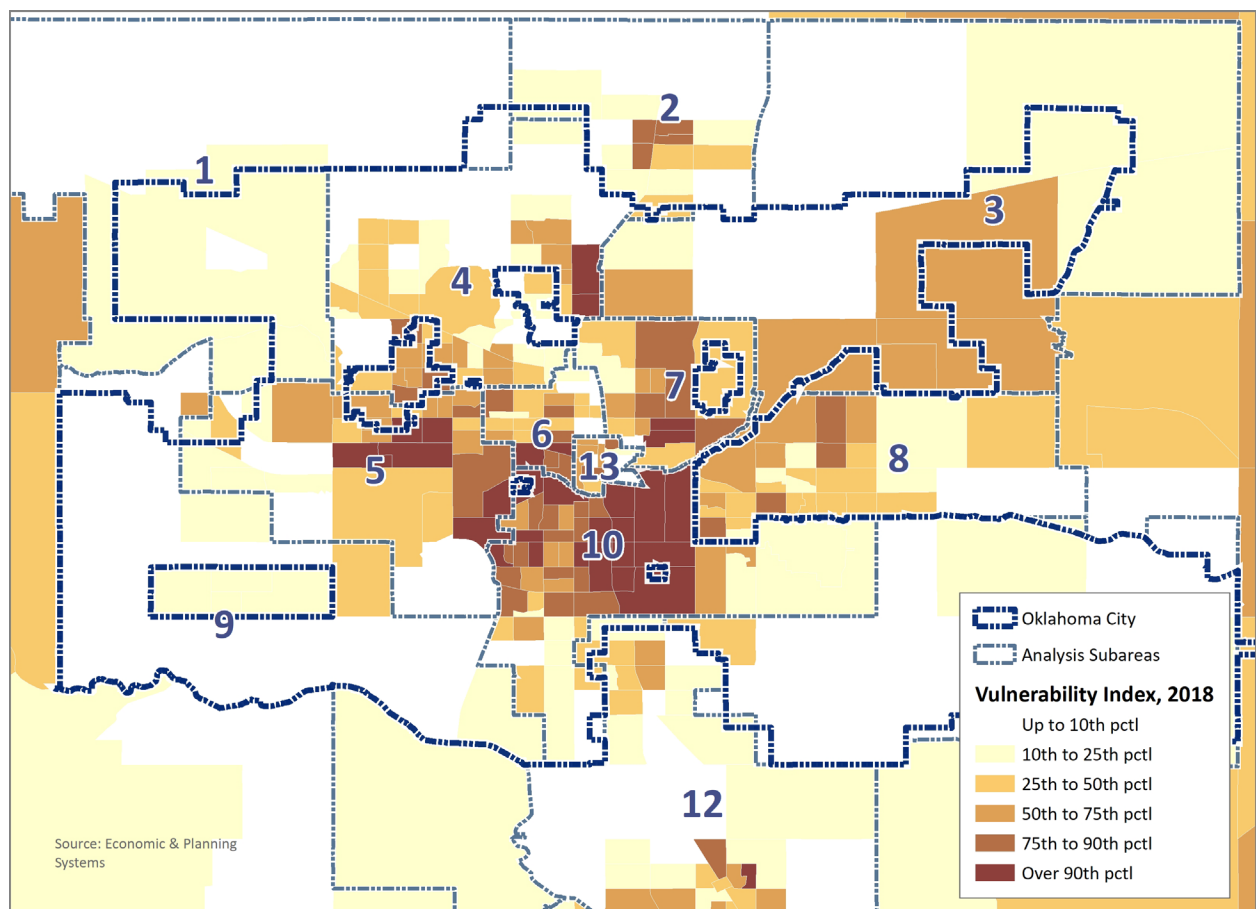 2
1
3
4
7
6
13
8
5
10
9
12
Oklahoma City
Analysis Subareas
Vulnerability Index, 2018
Up to 10th pctl
10th to 25th pctl
25th to 50th pctl
50th to 75th pctl
75th to 90th pctl
Over 90th pctl
Source: Economic & Planning
Systems